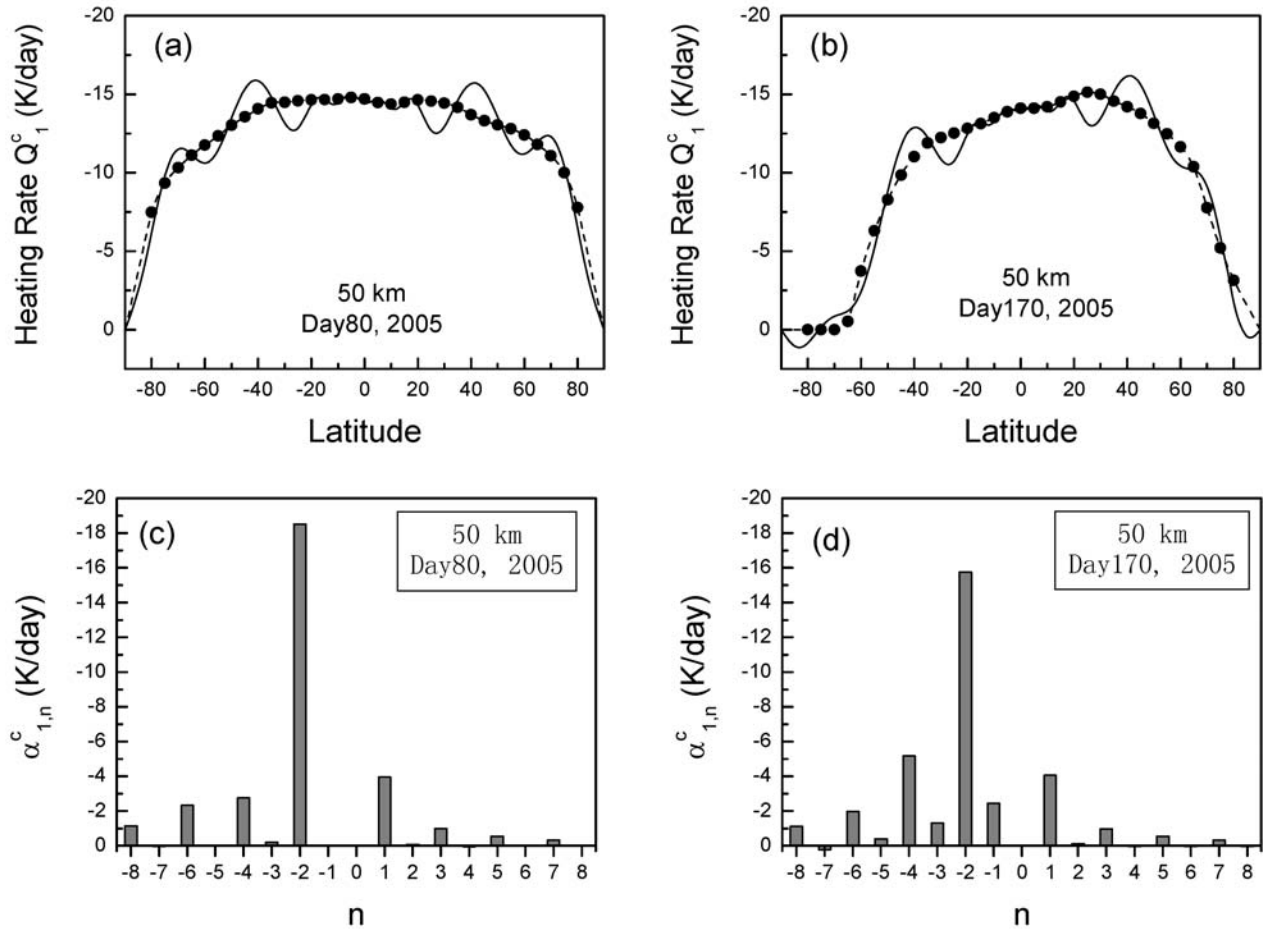 Heating Rate Q^c_1 (K/day)
-20
-15
-10
-5
0
(a)
50 km
Day80, 2005
-80 -60 -40 -20 0 20 40 60 80
Latitude
Heating Rate Q^c_1 (K/day)
-20
-15
-10
-5
0
(b)
50 km
Day170, 2005
-80 -60 -40 -20 0 20 40 60 80
Latitude
α^c_1,n (K/day)
-20
-18
-16
-14
-12
-10
-8
-6
-4
-2
0
(c)
50 km
Day80, 2005
-8 -7 -6 -5 -4 -3 -2 -1 0 1 2 3 4 5 6 7 8
n
α^c_1,n (K/day)
-20
-18
-16
-14
-12
-10
-8
-6
-4
-2
0
(d)
50 km
Day170, 2005
-8 -7 -6 -5 -4 -3 -2 -1 0 1 2 3 4 5 6 7 8
n